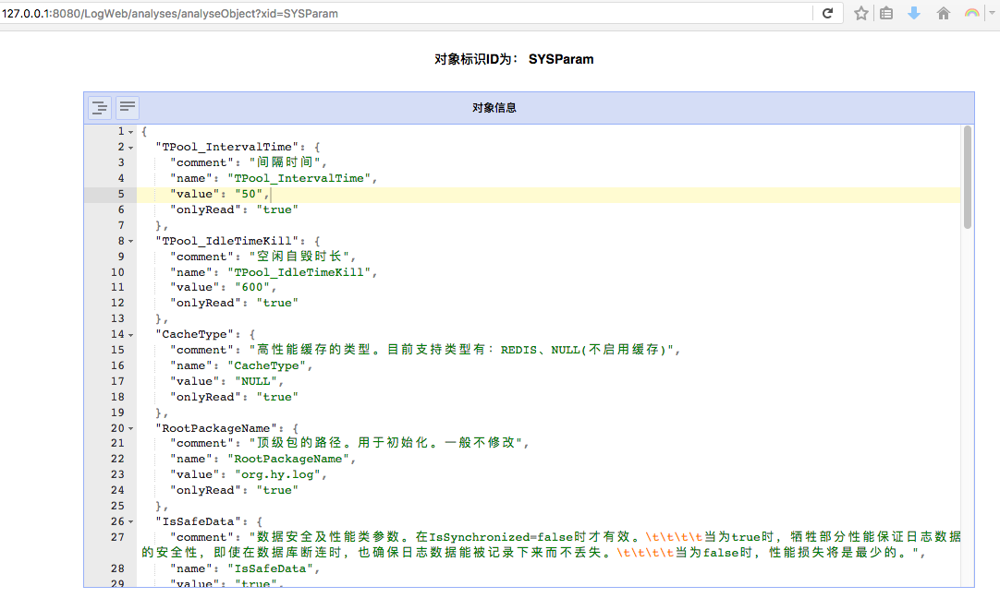 127.0.0.1:8080/LogWeb/analyses/analyseObject?xid=SYSParam
对象标识ID为： SYSParam
对象信息
1 {
2 "TPool_IntervalTime": {
3 "comment": "间隔时间",
4 "name": "TPool_IntervalTime",
5 "value": "50",
6 "onlyRead": "true"
7 },
8 "TPool_IdleTimeKill": {
9 "comment": "空闲自毁时长",
10 "name": "TPool_IdleTimeKill",
11 "value": "600",
12 "onlyRead": "true"
13 },
14 "CacheType": {
15 "comment": "高性能缓存的类型。目前支持类型有：REDIS、NULL(不启用缓存)",
16 "name": "CacheType",
17 "value": "NULL",
18 "onlyRead": "true"
19 },
20 "RootPackageName": {
21 "comment": "顶级包的路径。用于初始化。一般不修改",
22 "name": "RootPackageName",
23 "value": "org.hy.log",
24 "onlyRead": "true"
25 },
26 "IsSafeData": {
27 "comment": "数据安全及性能类参数。在IsSynchronized=false时才有效。\t\t\t\t当为true时，牺牲部分性能保证日志数据
的安全性，即使在数据库断连时，也确保日志数据能被记录下来而不丢失。\t\t\t\t当为false时，性能损失将是最少的。",
28 "name": "IsSafeData",
29 "value": "true",